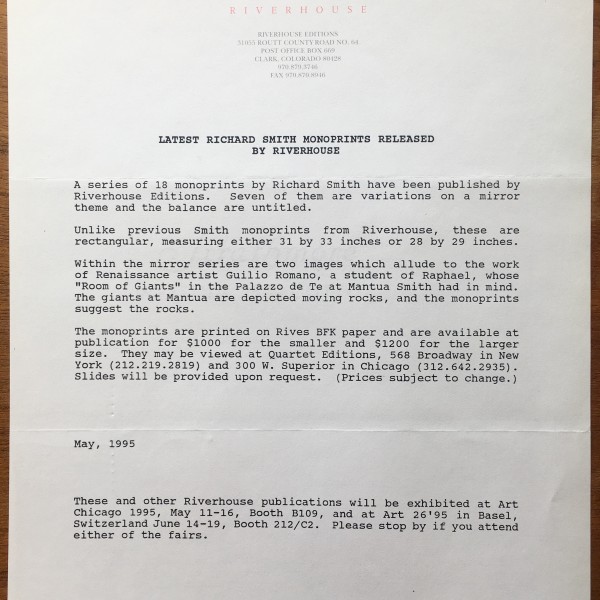 RIVERHOUSE
RIVERHOUSE EDITIONS
51955 ROUTT COUNTY ROAD NO. 64
POST OFFICE BOX 669
CLARK, COLORADO 80428
970.879.3746
FAX 970.879.8946
LATEST RICHARD SMITH MONOPRINTS RELEASED
BY RIVERHOUSE
A series of 18 monoprints by Richard Smith have been published by
Riverhouse Editions. Seven of them are variations on a mirror
theme and the balance are untitled.
Unlike previous Smith monoprints from Riverhouse, these are
rectangular, measuring either 31 by 33 inches or 28 by 29 inches.
Within the mirror series are two images which allude to the work
of Renaissance artist Guilio Romano, a student of Raphael, whose
"Room of Giants" in the Palazzo de Te at Mantua Smith had in mind.
The giants at Mantua are depicted moving rocks, and the monoprints
suggest the rocks.
The monoprints are printed on Rives BFK paper and are available at
publication for $1000 for the smaller and $1200 for the larger
size. They may be viewed at Quartet Editions, 568 Broadway in New
York (212.219.2819) and 300 W. Superior in Chicago (312.642.2935).
Slides will be provided upon request. (Prices subject to change.)
May, 1995
These and other Riverhouse publications will be exhibited at Art
Chicago 1995, May 11-16, Booth B109, and at Art 26'95 in Basel,
Switzerland June 14-19, Booth 212/C2. Please stop by if you attend
either of the fairs.